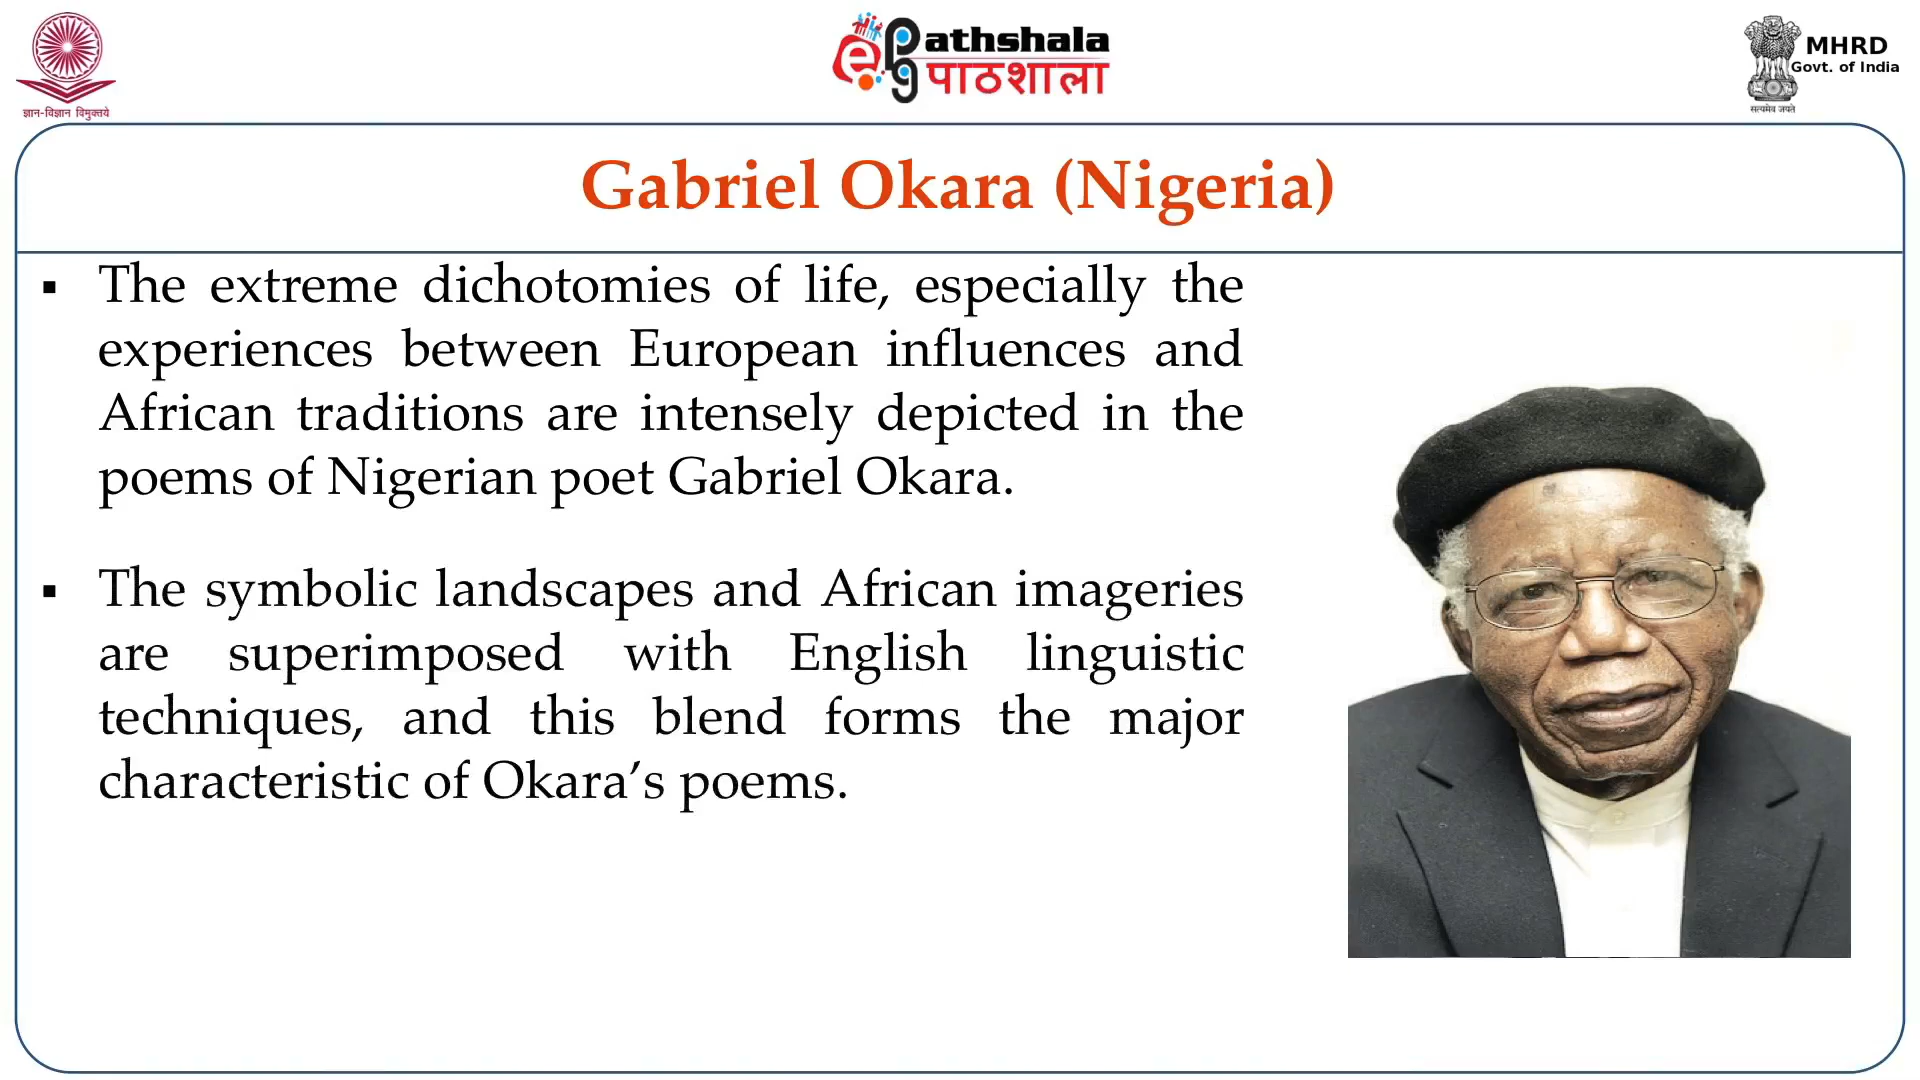 ज्ञान-विज्ञान विमुक्तये
ePG Pathshala
पाठशाला
MHRD
Govt. of India
सत्यमेव जयते
Gabriel Okara (Nigeria)
▪ The extreme dichotomies of life, especially the
experiences between European influences and
African traditions are intensely depicted in the
poems of Nigerian poet Gabriel Okara.
▪ The symbolic landscapes and African imageries
are superimposed with English linguistic
techniques, and this blend forms the major
characteristic of Okara’s poems.